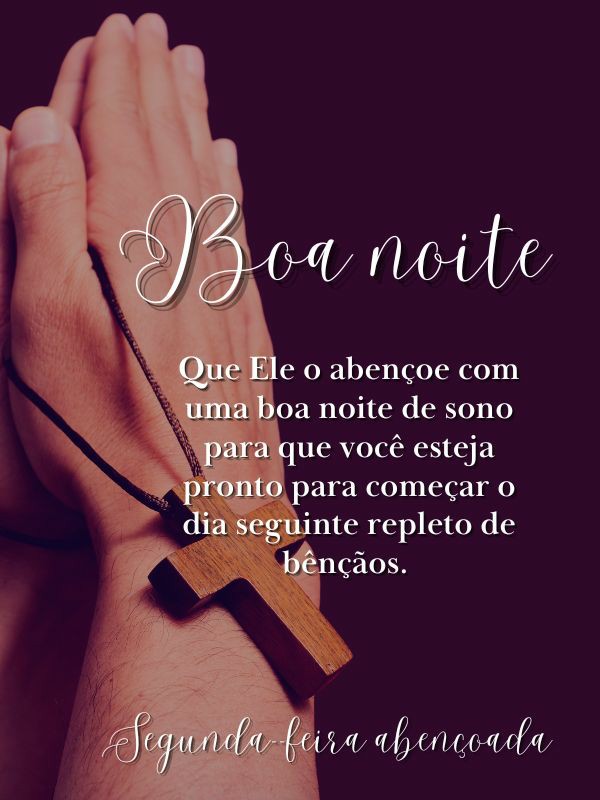 Boa noite
Que Ele o abençoe com
uma boa noite de sono
para que você esteja
pronto para começar o
dia seguinte repleto de
bênçãos.
Segunda-feira abençoada